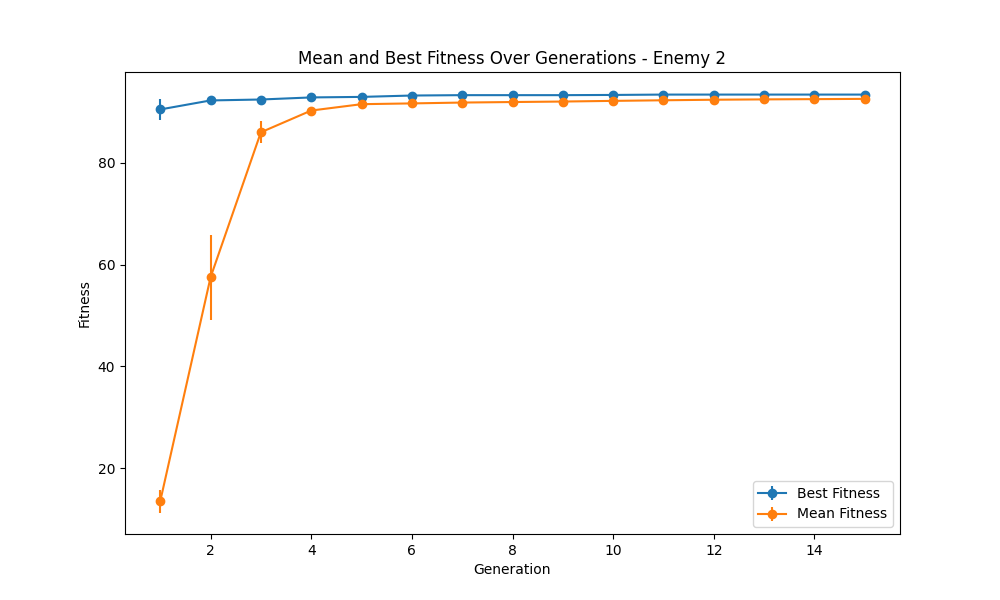 Mean and Best Fitness Over Generations - Enemy 2
Fitness
80
60
40
20
2 4 6 8 10 12 14
Generation
Best Fitness
Mean Fitness